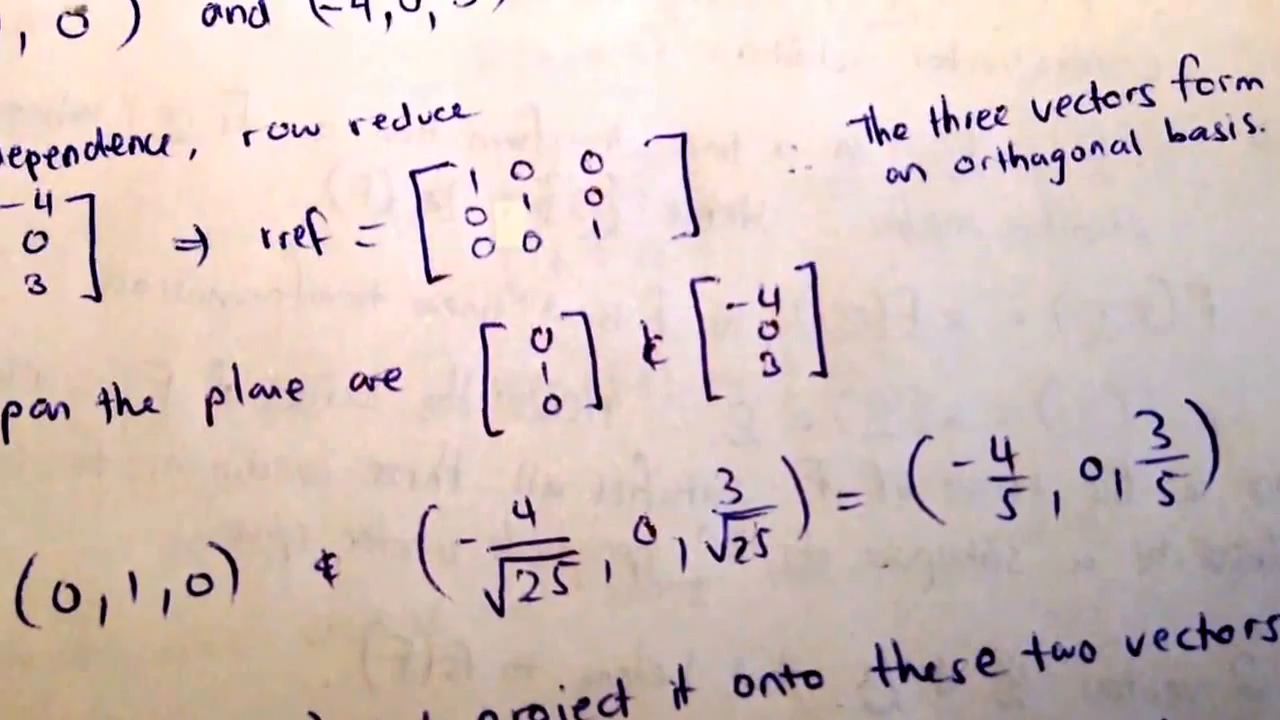 , 0 ) and (-4, 0,
ependence, row reduce
[-4 0 3] ⇒ rref = [1 0 0; 0 1 0; 0 0 1] ∴ The three vectors form
an orthagonal basis.
pan the plane are [0 1 0] & [-4 0 3]
(0, 1, 0) & (-4/√25, 0, 3/√25) = (-4/5, 0, 3/5)
project it onto these two vectors